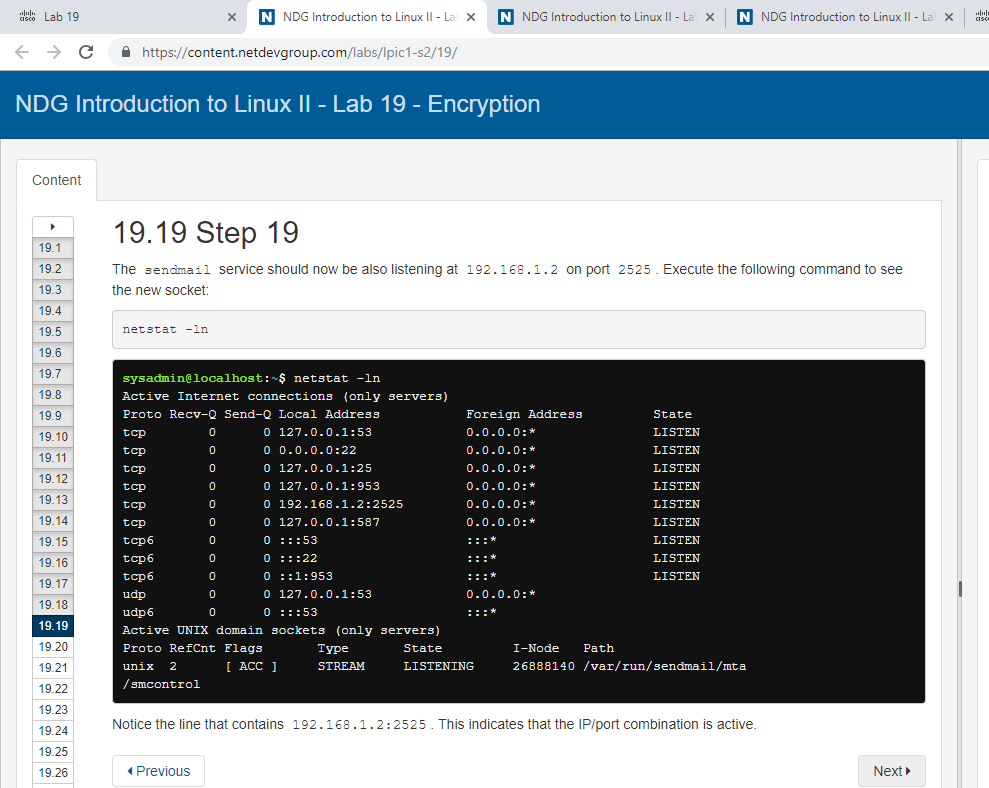 Lab 19
NDG Introduction to Linux II - La
NDG Introduction to Linux II - La
NDG Introduction to Linux II - La
https://content.netdevgroup.com/labs/lpic1-s2/19/
NDG Introduction to Linux II - Lab 19 - Encryption
Content
19.1
19.2
19.3
19.4
19.5
19.6
19.7
19.8
19.9
19.10
19.11
19.12
19.13
19.14
19.15
19.16
19.17
19.18
19.19
19.20
19.21
19.22
19.23
19.24
19.25
19.26
19.19 Step 19
The sendmail service should now be also listening at 192.168.1.2 on port 2525. Execute the following command to see
the new socket:
netstat -ln
sysadmin@localhost:~$ netstat -ln
Active Internet connections (only servers)
Proto Recv-Q Send-Q Local Address           Foreign Address         State
tcp        0      0 127.0.0.1:53            0.0.0.0:*               LISTEN
tcp        0      0 0.0.0.0:22              0.0.0.0:*               LISTEN
tcp        0      0 127.0.0.1:25            0.0.0.0:*               LISTEN
tcp        0      0 127.0.0.1:953           0.0.0.0:*               LISTEN
tcp        0      0 192.168.1.2:2525        0.0.0.0:*               LISTEN
tcp        0      0 127.0.0.1:587           0.0.0.0:*               LISTEN
tcp6       0      0 :::53                   :::*                    LISTEN
tcp6       0      0 :::22                   :::*                    LISTEN
tcp6       0      0 ::1:953                 :::*                    LISTEN
udp        0      0 127.0.0.1:53            0.0.0.0:*
udp6       0      0 :::53                   :::*
Active UNIX domain sockets (only servers)
Proto RefCnt Flags       Type       State         I-Node   Path
unix  2      [ ACC ]     STREAM     LISTENING     26888140 /var/run/sendmail/mta
/smcontrol
Notice the line that contains 192.168.1.2:2525. This indicates that the IP/port combination is active.
Previous
Next